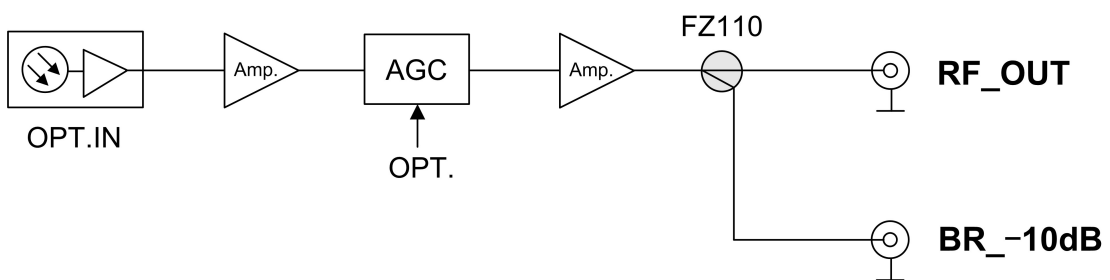 FZ110
Amp.
AGC
Amp.
RF_OUT
OPT.IN
OPT.
BR_−10dB